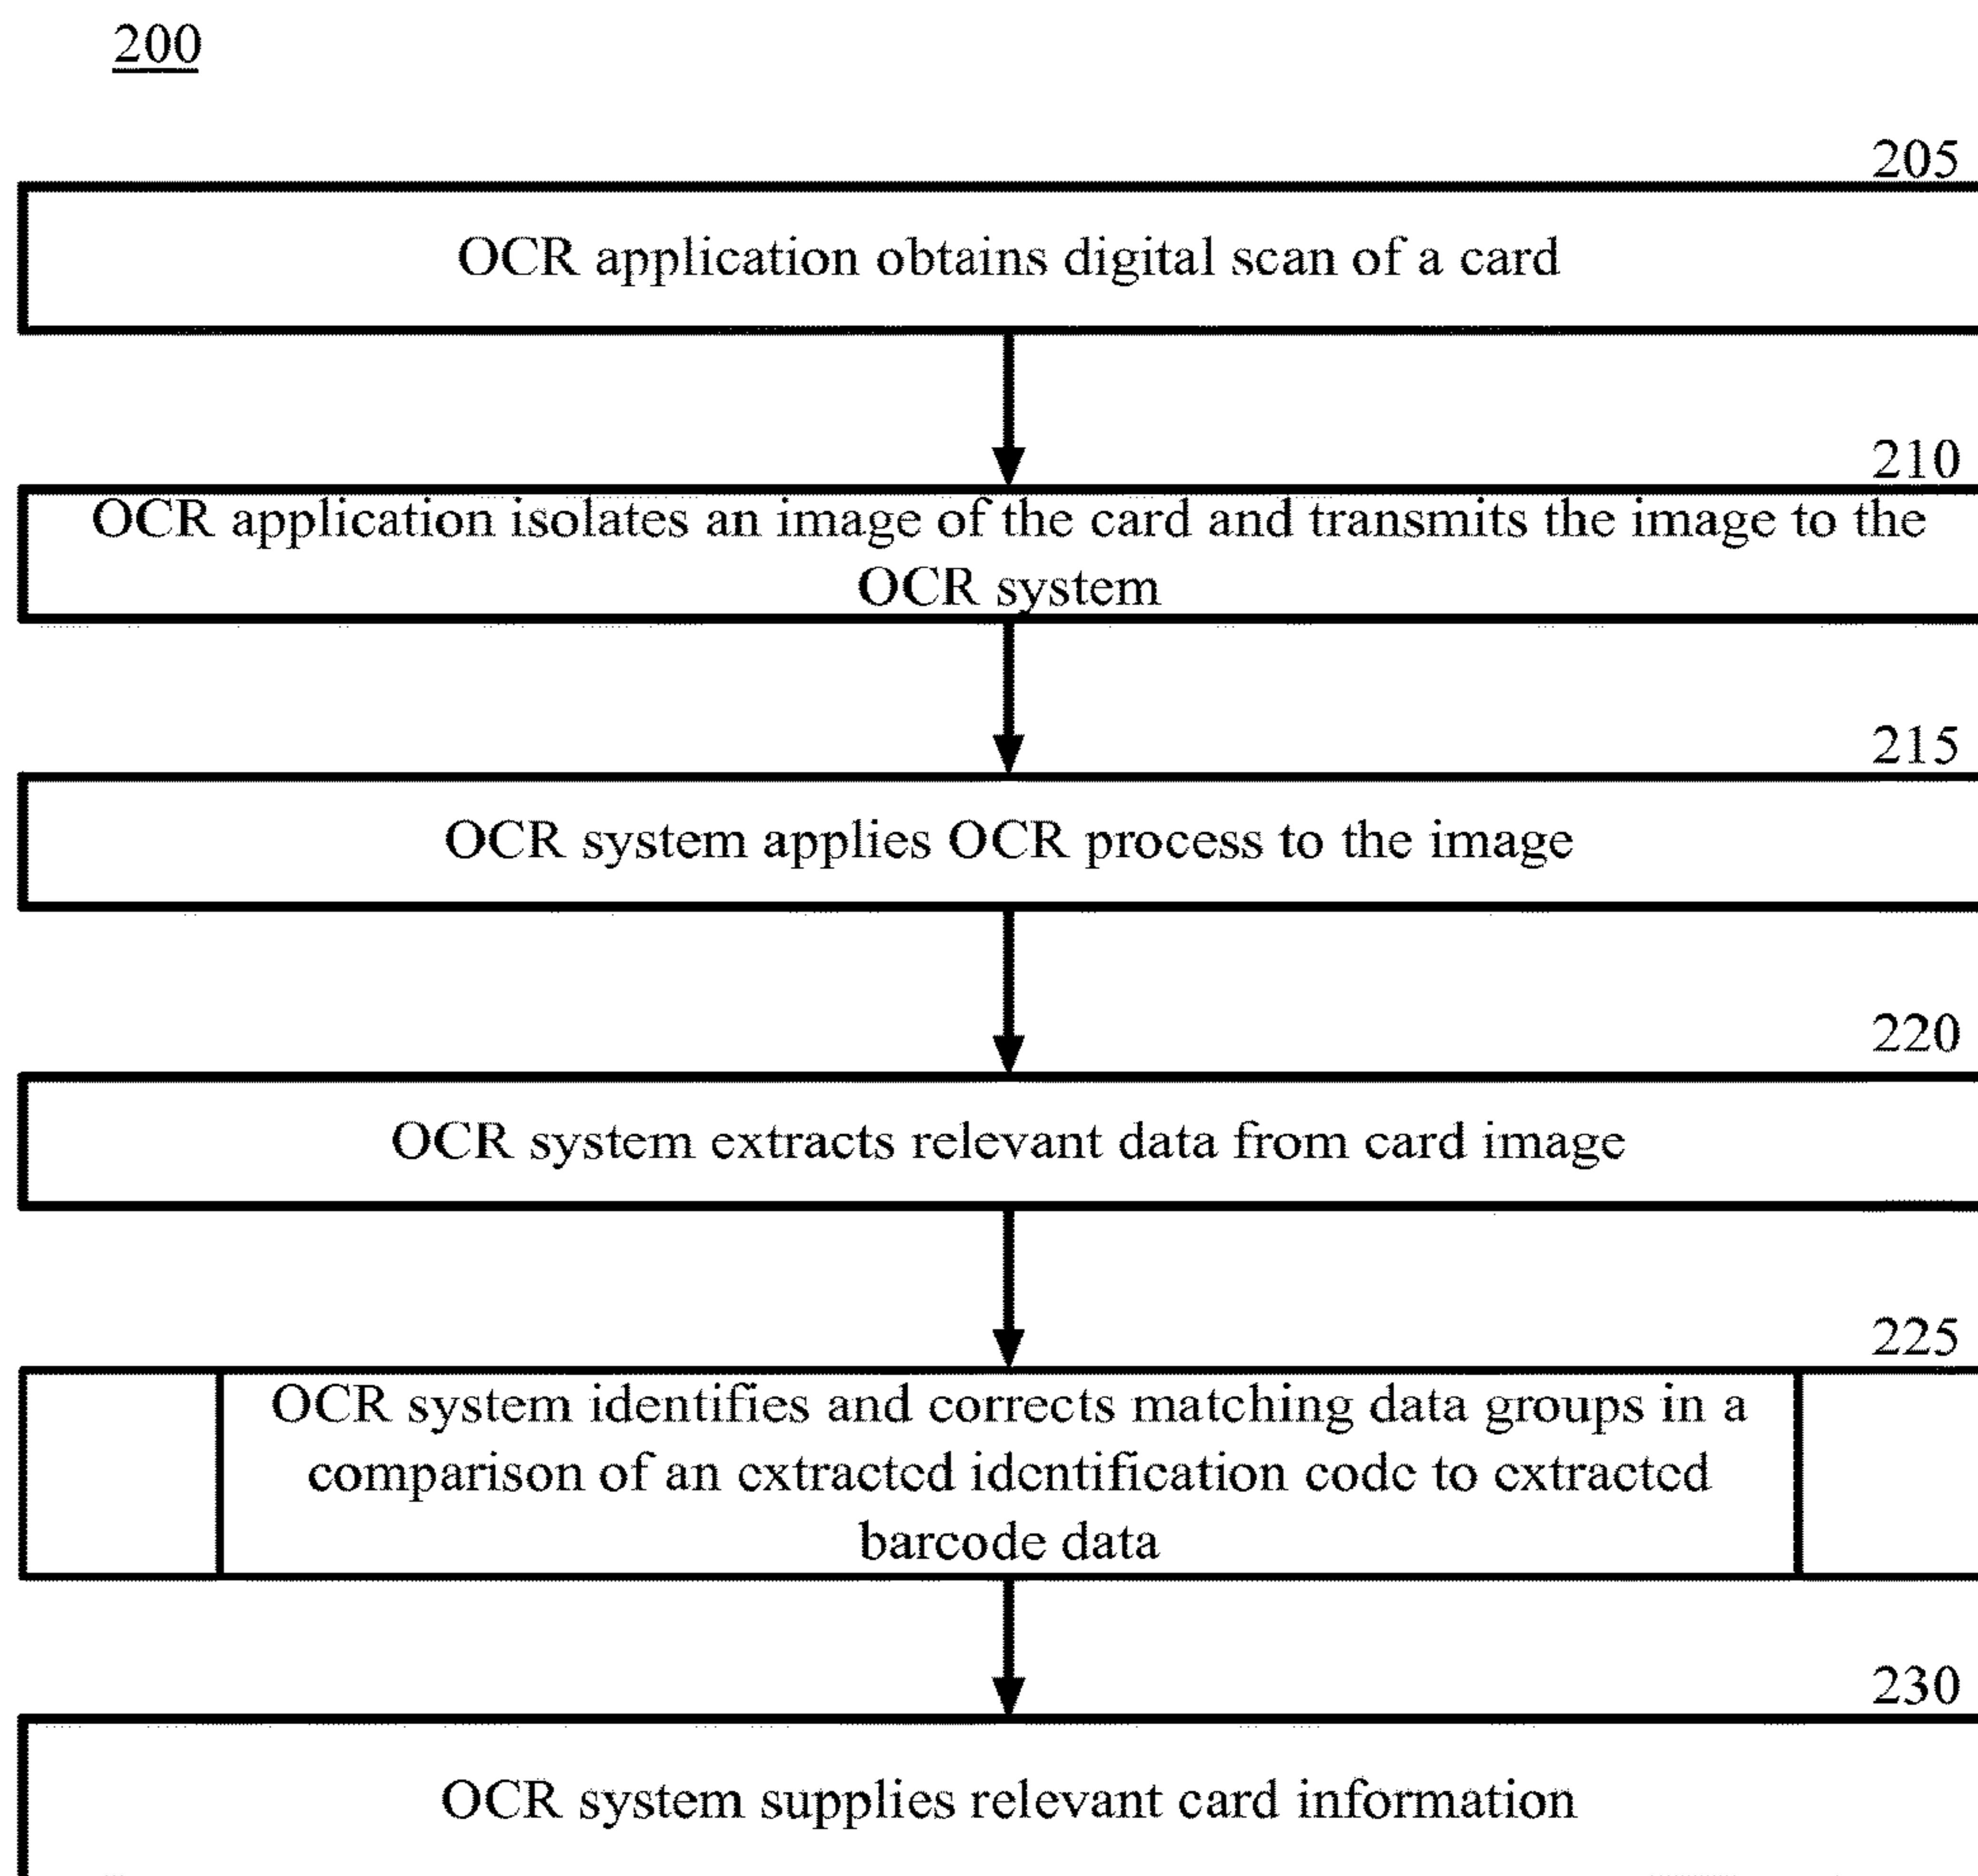 200
205
OCR application obtains digital scan of a card
210
OCR application isolates an image of the card and transmits the image to the
OCR system
215
OCR system applies OCR process to the image
220
OCR system extracts relevant data from card image
225
OCR system identifies and corrects matching data groups in a
comparison of an extracted identification code to extracted
barcode data
230
OCR system supplies relevant card information